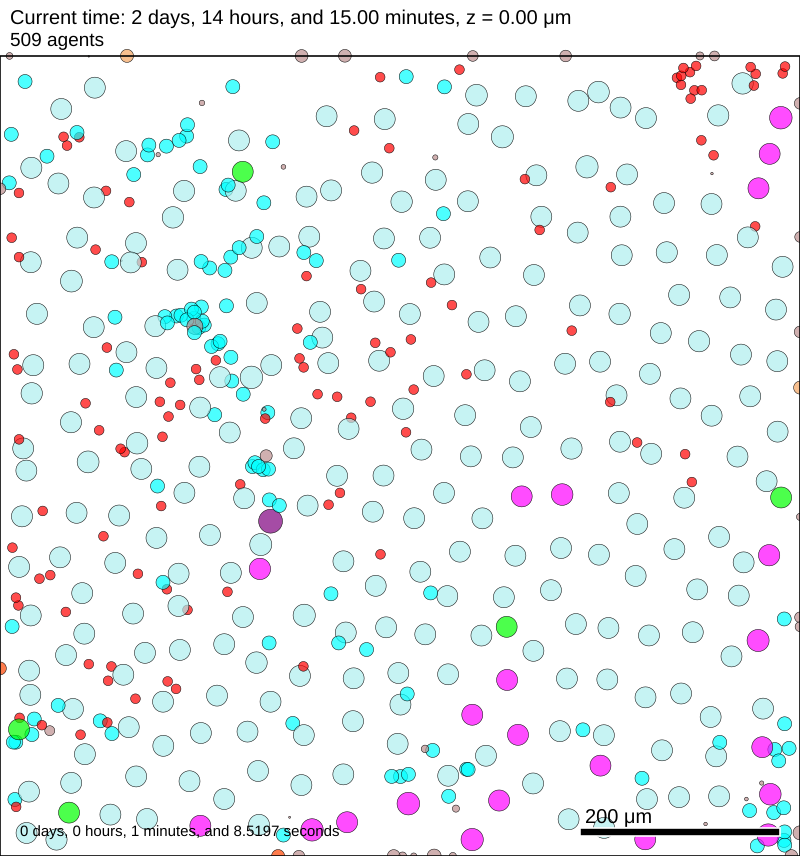 Current time: 2 days, 14 hours, and 15.00 minutes, z = 0.00 μm
509 agents
200 μm
0 days, 0 hours, 1 minutes, and 8.5197 seconds